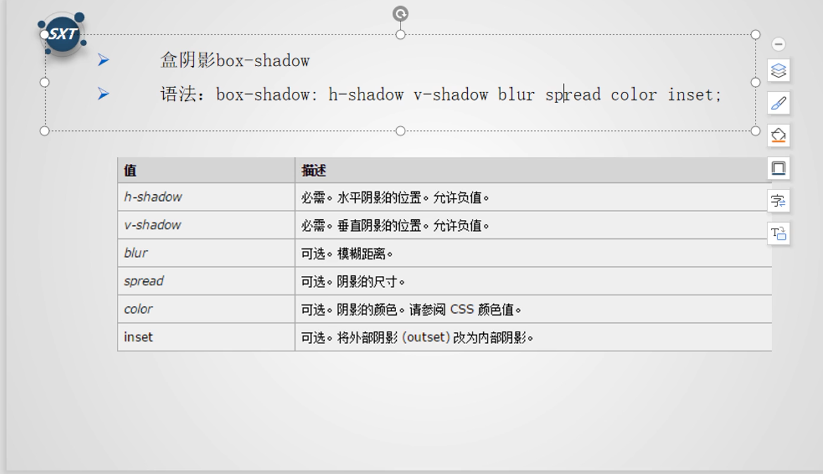 SXT
盒阴影box-shadow
语法：box-shadow: h-shadow v-shadow blur spread color inset;
值 描述
h-shadow 必需。水平阴影的位置。允许负值。
v-shadow 必需。垂直阴影的位置。允许负值。
blur 可选。模糊距离。
spread 可选。阴影的尺寸。
color 可选。阴影的颜色。请参阅 CSS 颜色值。
inset 可选。将外部阴影 (outset) 改为内部阴影。
字
T